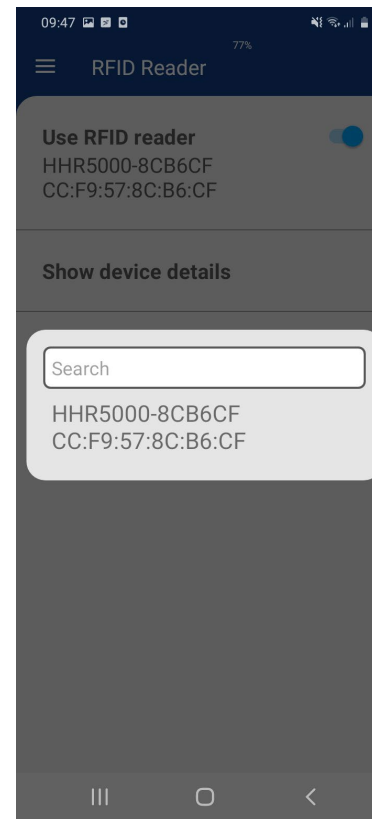 09:47
77%
RFID Reader
Use RFID reader
HHR5000-8CB6CF
CC:F9:57:8C:B6:CF
Show device details
Search
HHR5000-8CB6CF
CC:F9:57:8C:B6:CF